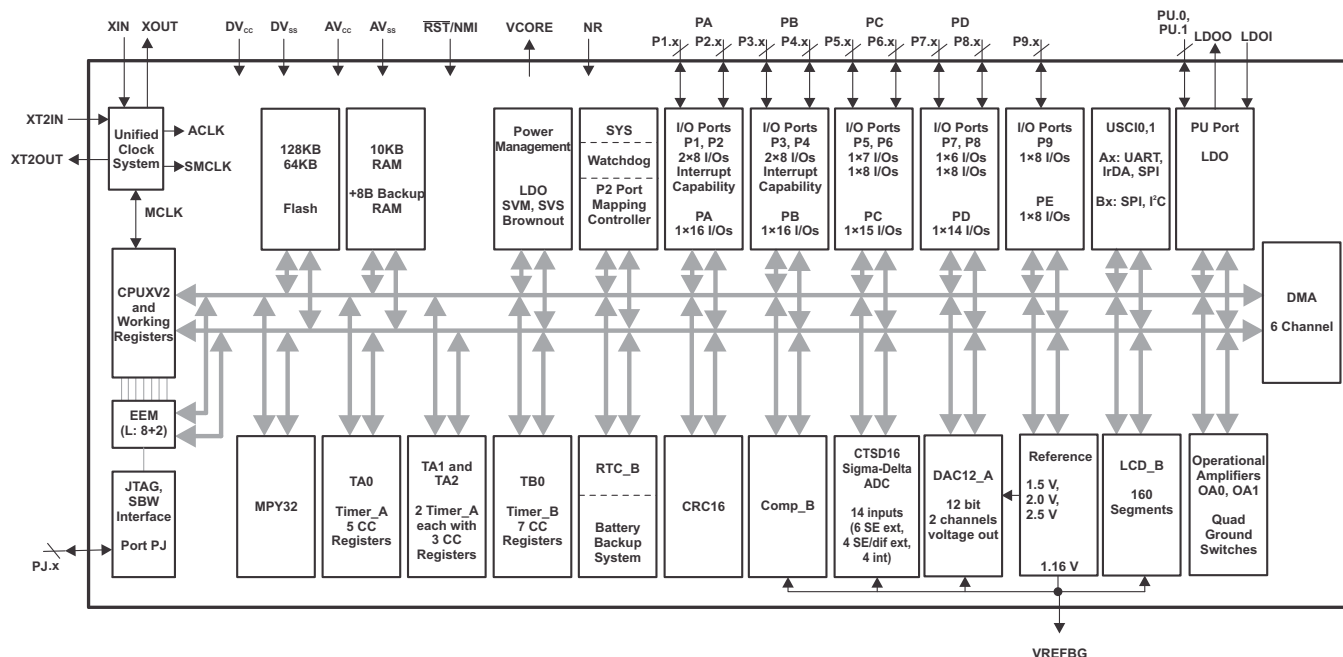 XIN
XOUT
DVCC
DVSS
AVCC
AVSS
RST/NMI
VCORE
NR
PA
P1.x
P2.x
PB
P3.x
P4.x
PC
P5.x
P6.x
PD
P7.x
P8.x
P9.x
PU.0,
PU.1
LDOO
LDOI
XT2IN
XT2OUT
Unified
Clock
System
ACLK
SMCLK
MCLK
128KB
64KB
Flash
10KB
RAM
+8B Backup
RAM
Power
Management
LDO
SVM, SVS
Brownout
SYS
Watchdog
P2 Port
Mapping
Controller
I/O Ports
P1, P2
2×8 I/Os
Interrupt
Capability
PA
1×16 I/Os
I/O Ports
P3, P4
2×8 I/Os
Interrupt
Capability
PB
1×16 I/Os
I/O Ports
P5, P6
1×7 I/Os
1×8 I/Os
PC
1×15 I/Os
I/O Ports
P7, P8
1×6 I/Os
1×8 I/Os
PD
1×14 I/Os
I/O Ports
P9
1×8 I/Os
PE
1×8 I/Os
USCI0,1
Ax: UART,
IrDA, SPI
Bx: SPI, I²C
PU Port
LDO
CPUXV2
and
Working
Registers
DMA
6 Channel
EEM
(L: 8+2)
JTAG,
SBW
Interface
Port PJ
PJ.x
MPY32
TA0
Timer_A
5 CC
Registers
TA1 and
TA2
2 Timer_A
each with
3 CC
Registers
TB0
Timer_B
7 CC
Registers
RTC_B
Battery
Backup
System
CRC16
Comp_B
CTSD16
Sigma-Delta
ADC
14 inputs
(6 SE ext,
4 SE/dif ext,
4 int)
DAC12_A
12 bit
2 channels
voltage out
Reference
1.5 V,
2.0 V,
2.5 V
1.16 V
LCD_B
160
Segments
Operational
Amplifiers
OA0, OA1
Quad
Ground
Switches
VREFBG